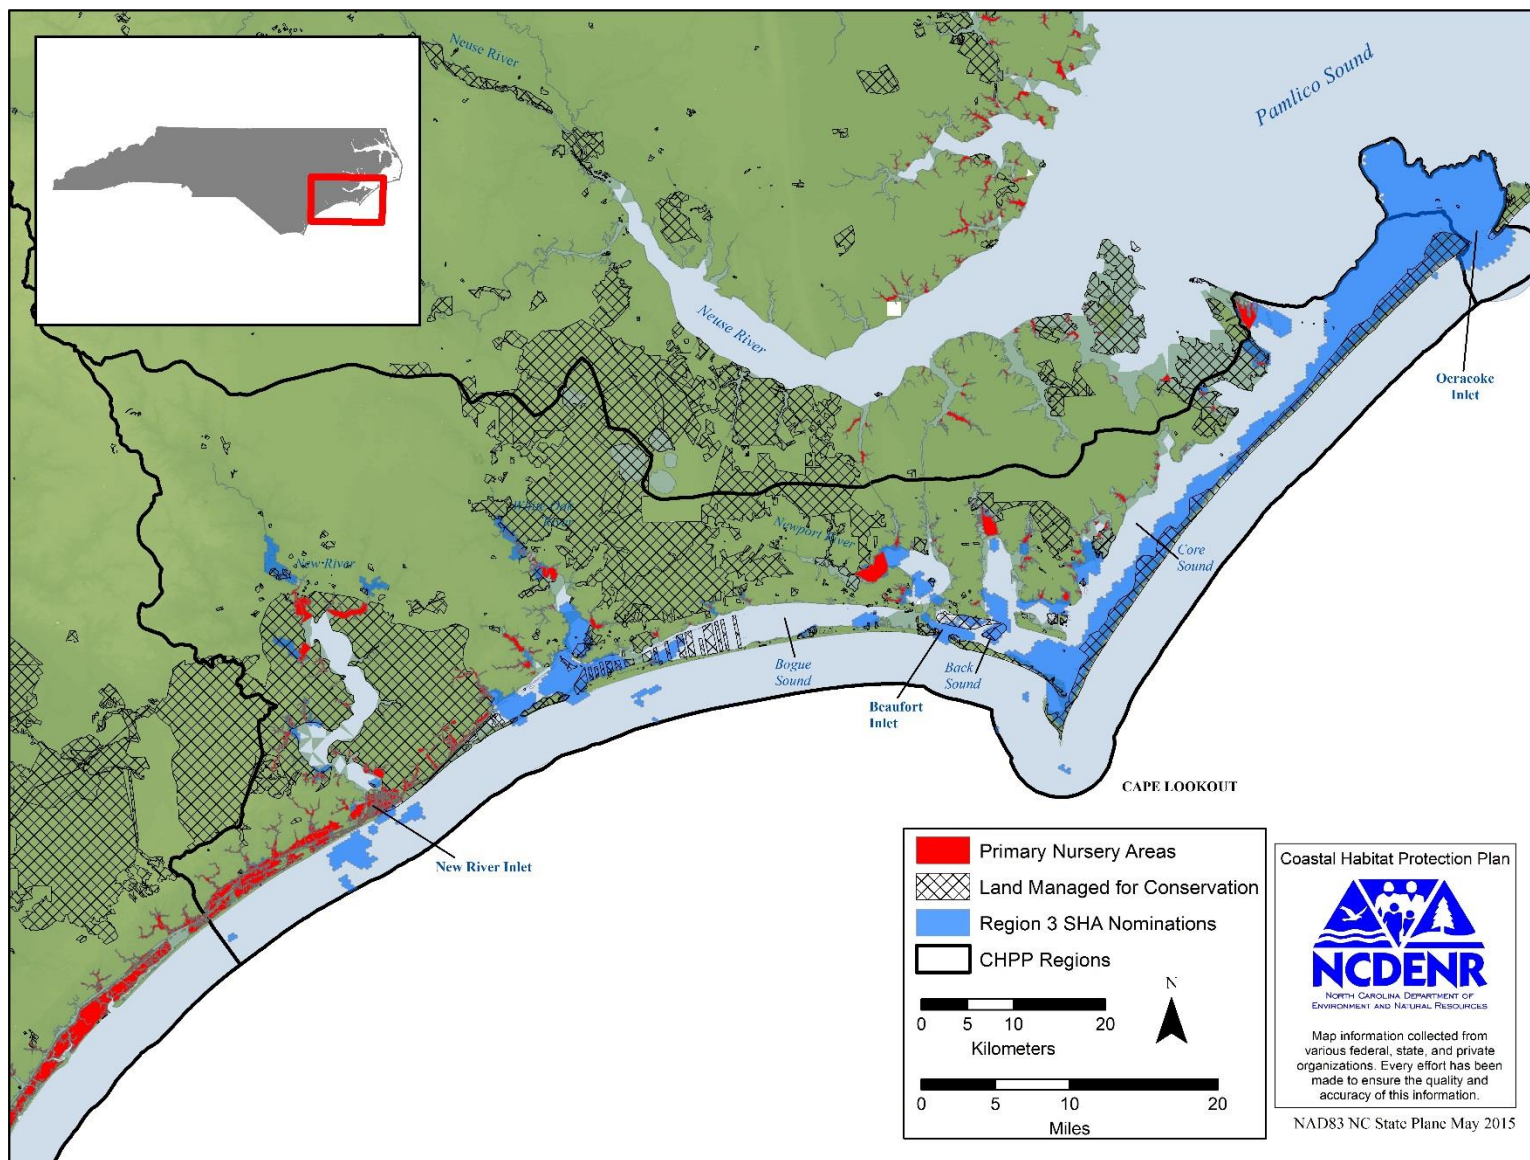 Neuse River
Pamlico Sound
Neuse River
Ocracoke
Inlet
White Oak
River
Newport River
New River
Core
Sound
Bogue
Sound
Back
Sound
Beaufort
Inlet
CAPE LOOKOUT
New River Inlet
Primary Nursery Areas
Land Managed for Conservation
Region 3 SHA Nominations
CHPP Regions
N
0 5 10 20
Kilometers
0 5 10 20
Miles
Coastal Habitat Protection Plan
NCDENR
North Carolina Department of
Environment and Natural Resources
Map information collected from
various federal, state, and private
organizations. Every effort has been
made to ensure the quality and
accuracy of this information.
NAD83 NC State Plane May 2015